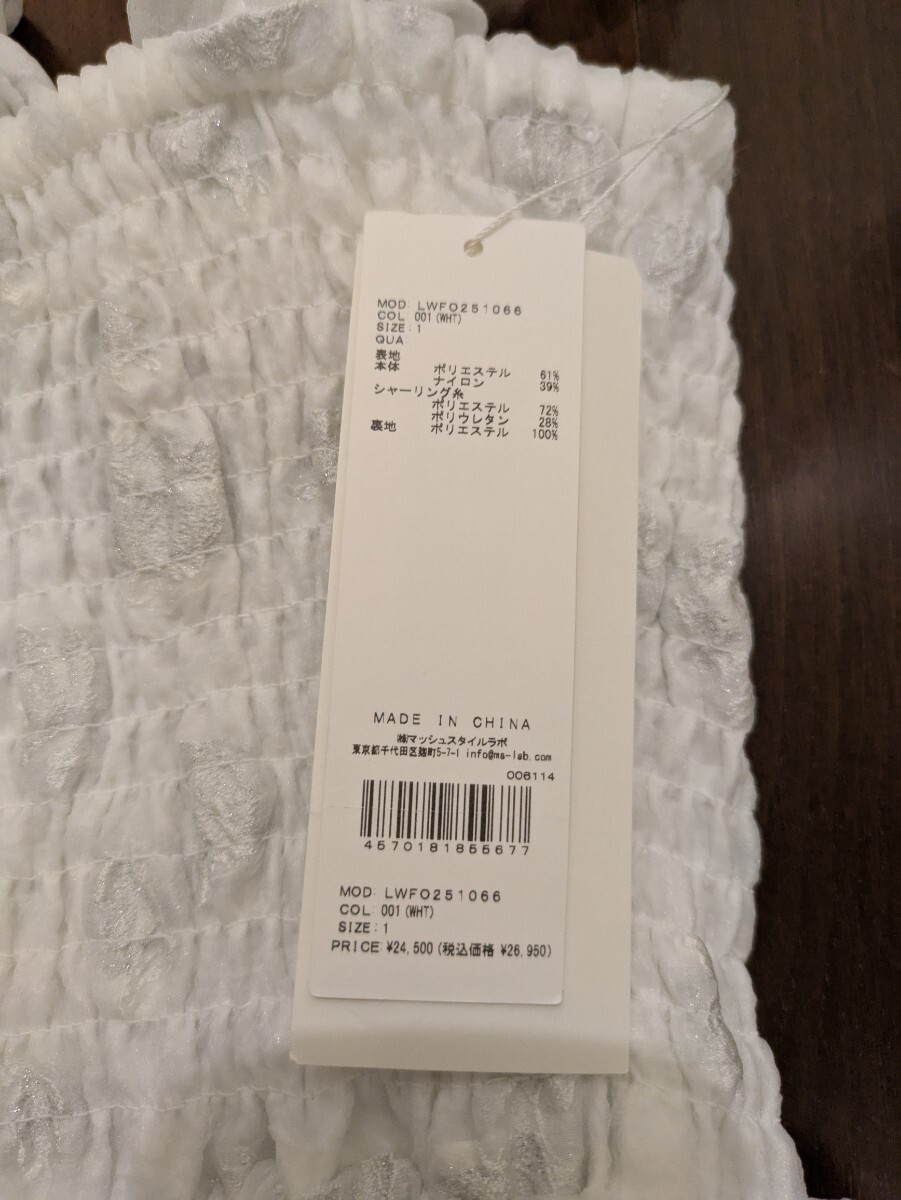 MOD: LWFO251066
COL: 001(WHT)
SIZE: 1
QUA:
表地
本体 ポリエステル 61%
ナイロン 39%
シャーリング糸
ポリエステル 72%
ポリウレタン 28%
裏地 ポリエステル 100%
MADE IN CHINA
㈱マッシュスタイルラボ
東京都千代田区麹町5-7-1 info@ms-lab.com
006114
4570181855677
MOD: LWFO251066
COL: 001(WHT)
SIZE: 1
PRICE: ¥24,500(税込価格 ¥26,950)